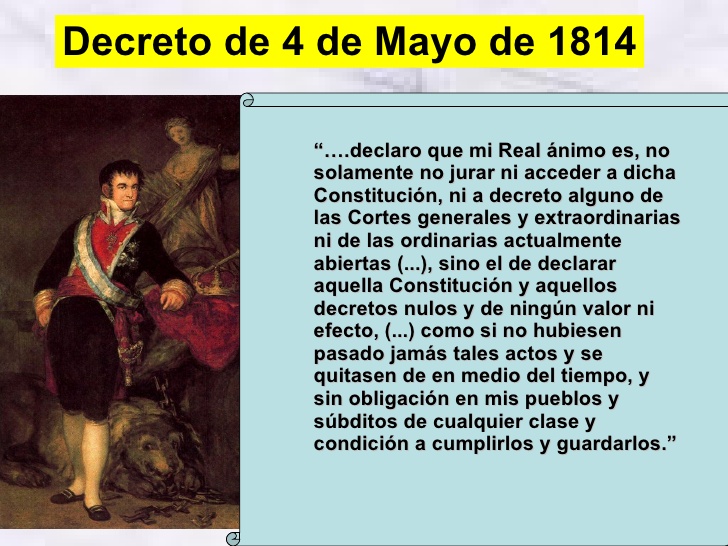 Decreto de 4 de Mayo de 1814
“….declaro que mi Real ánimo es, no
solamente no jurar ni acceder a dicha
Constitución, ni a decreto alguno de
las Cortes generales y extraordinarias
ni de las ordinarias actualmente
abiertas (...), sino el de declarar
aquella Constitución y aquellos
decretos nulos y de ningún valor ni
efecto, (...) como si no hubiesen
pasado jamás tales actos y se
quitasen de en medio del tiempo, y
sin obligación en mis pueblos y
súbditos de cualquier clase y
condición a cumplirlos y guardarlos.”